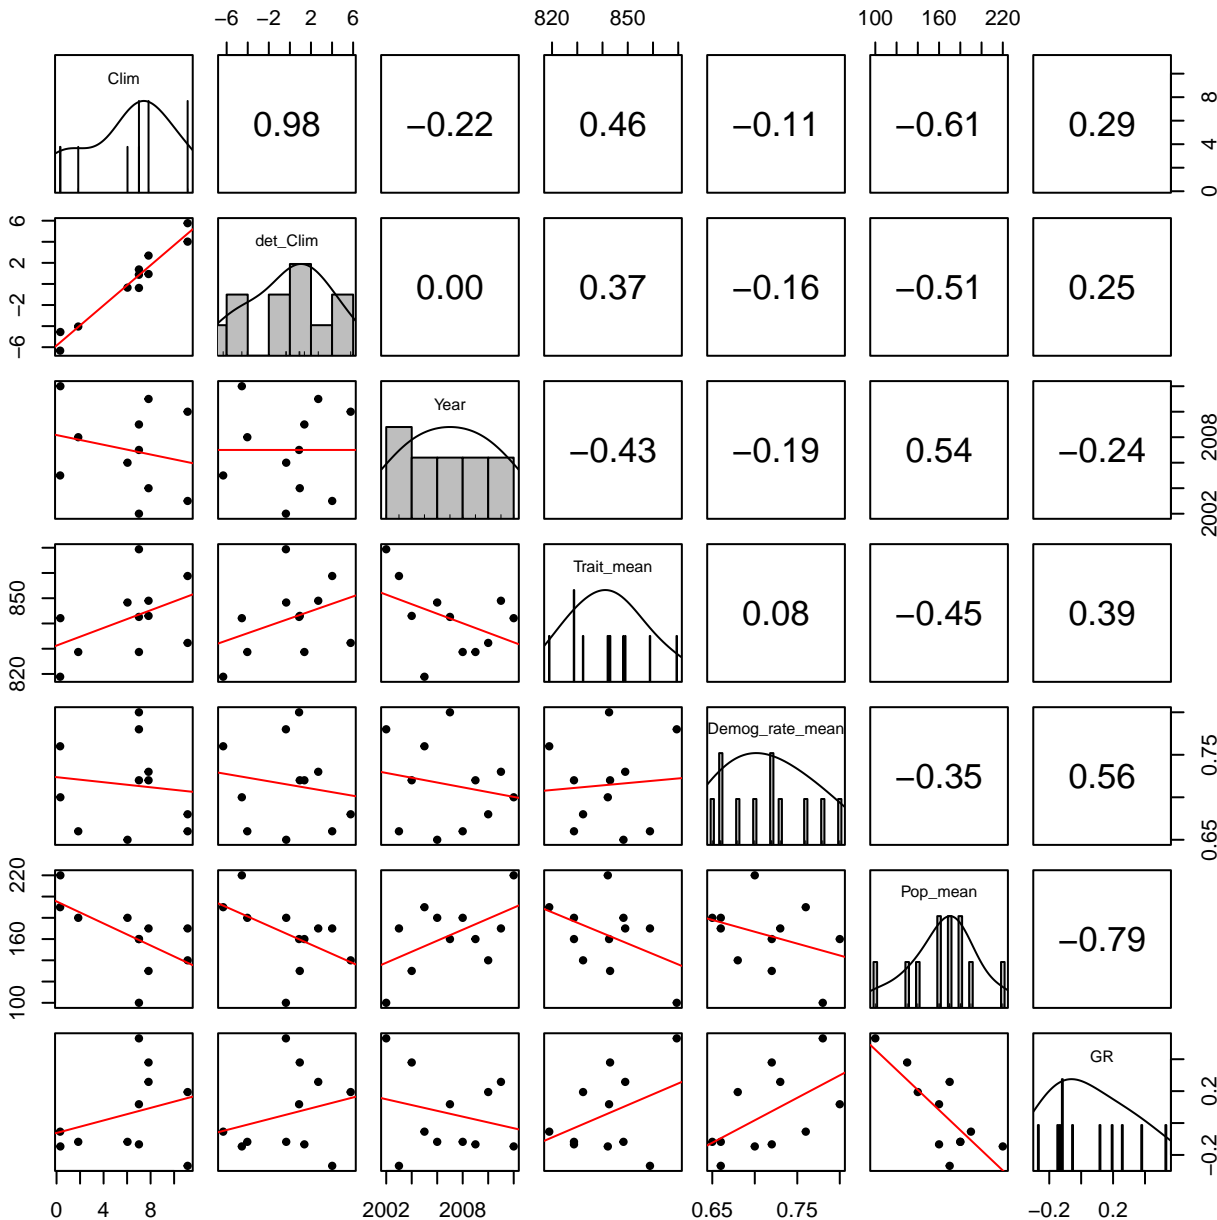 −6 −2 2 6 820 850 100 160 220
Clim 0.98 −0.22 0.46 −0.11 −0.61 0.29 0 4 8
−6 −2 2 6 det_Clim 0.00 0.37 −0.16 −0.51 0.25
Year −0.43 −0.19 0.54 −0.24 2002 2008
820 850 Trait_mean 0.08 −0.45 0.39
Demog_rate_mean −0.35 0.56 0.65 0.75
100 160 220 Pop_mean −0.79
GR −0.2 0.2
0 4 8 2002 2008 0.65 0.75 −0.2 0.2